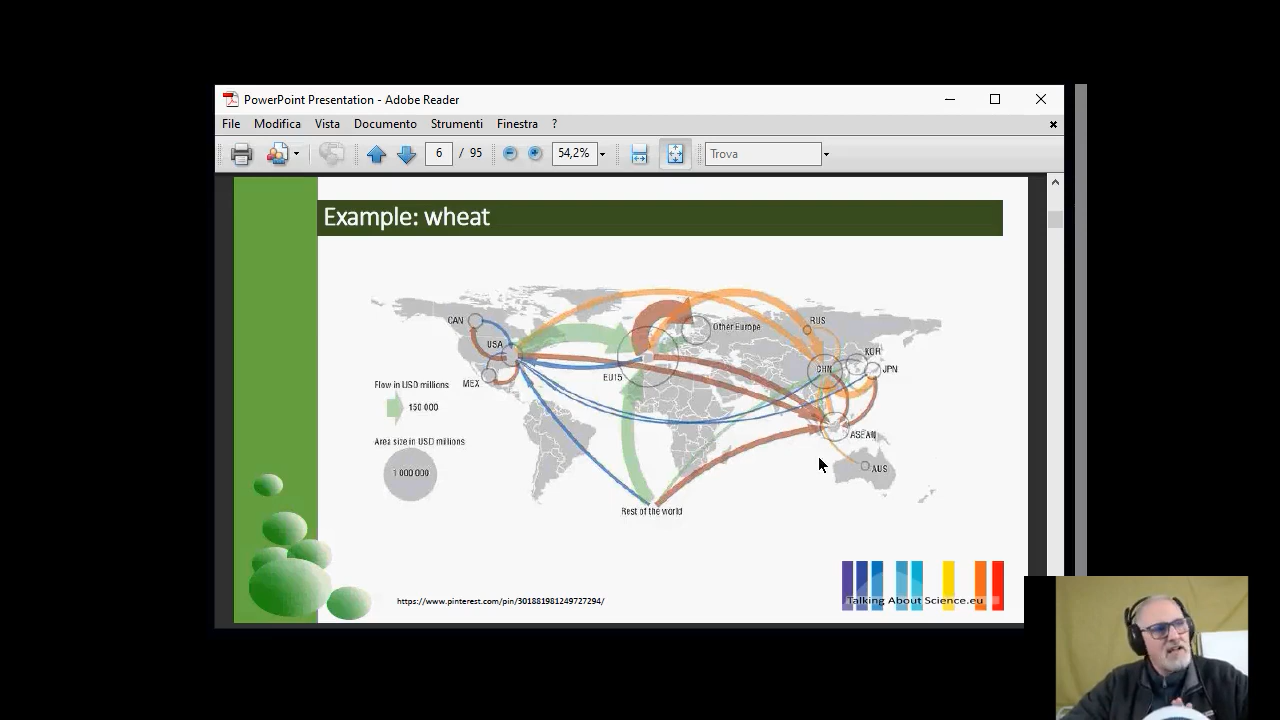 PowerPoint Presentation - Adobe Reader
File Modifica Vista Documento Strumenti Finestra ?
6 / 95 54,2% Trova
Example: wheat
CAN
USA
MEX
EU15
Other Europe
RUS
KOR
CHN
JPN
ASEAN
AUS
Rest of the world
Flow in USD millions
150 000
Area size in USD millions
1 000 000
https://www.pinterest.com/pin/301881981249727294/
Talking About Science.eu